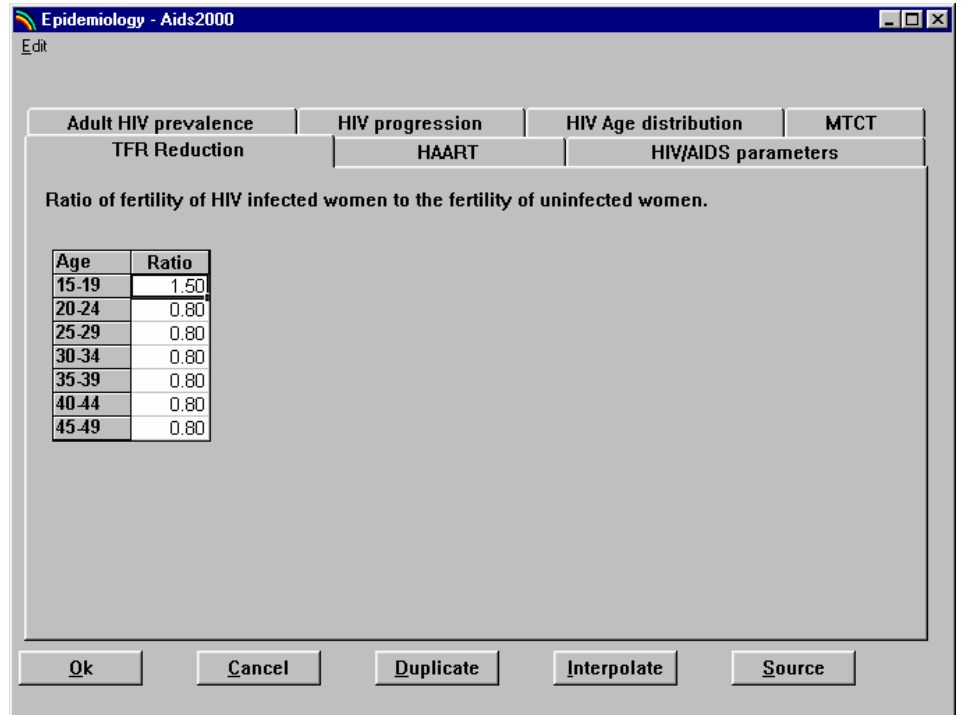 Epidemiology - Aids2000
Edit
Adult HIV prevalence HIV progression HIV Age distribution MTCT
TFR Reduction HAART HIV/AIDS parameters
Ratio of fertility of HIV infected women to the fertility of uninfected women.
Age Ratio
15-19 1.50
20-24 0.80
25-29 0.80
30-34 0.80
35-39 0.80
40-44 0.80
45-49 0.80
Ok Cancel Duplicate Interpolate Source